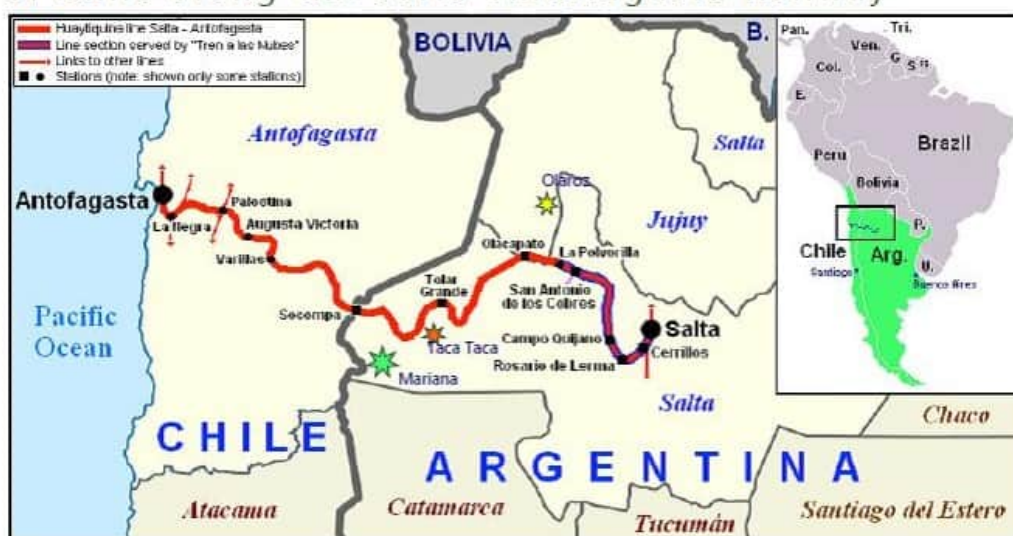 Huaytiquina line Salta - Antofagasta
Line section served by "Tren a las Nubes"
Links to other lines
Stations (note: shown only some stations)
BOLIVIA
B.
Pan.
Ven.
Tri.
G
S
Col.
E.
Peru
Brazil
Bolivia
P.
Chile
Arg.
U.
Santiago
Buenos Aires
Antofagasta
Salta
Olaroz
Jujuy
Antofagasta
Palestina
La Negra
Augusta Victoria
Varillas
Olacapato
La Polvorilla
Tolar
Grande
San Antonio
de los Cobres
Socompa
Pacific
Ocean
Taca Taca
Campo Quijano
Salta
Cerrillos
Mariana
Rosario de Lerma
Salta
Chaco
CHILE
ARGENTINA
Atacama
Catamarca
Tucumán
Santiago del Estero